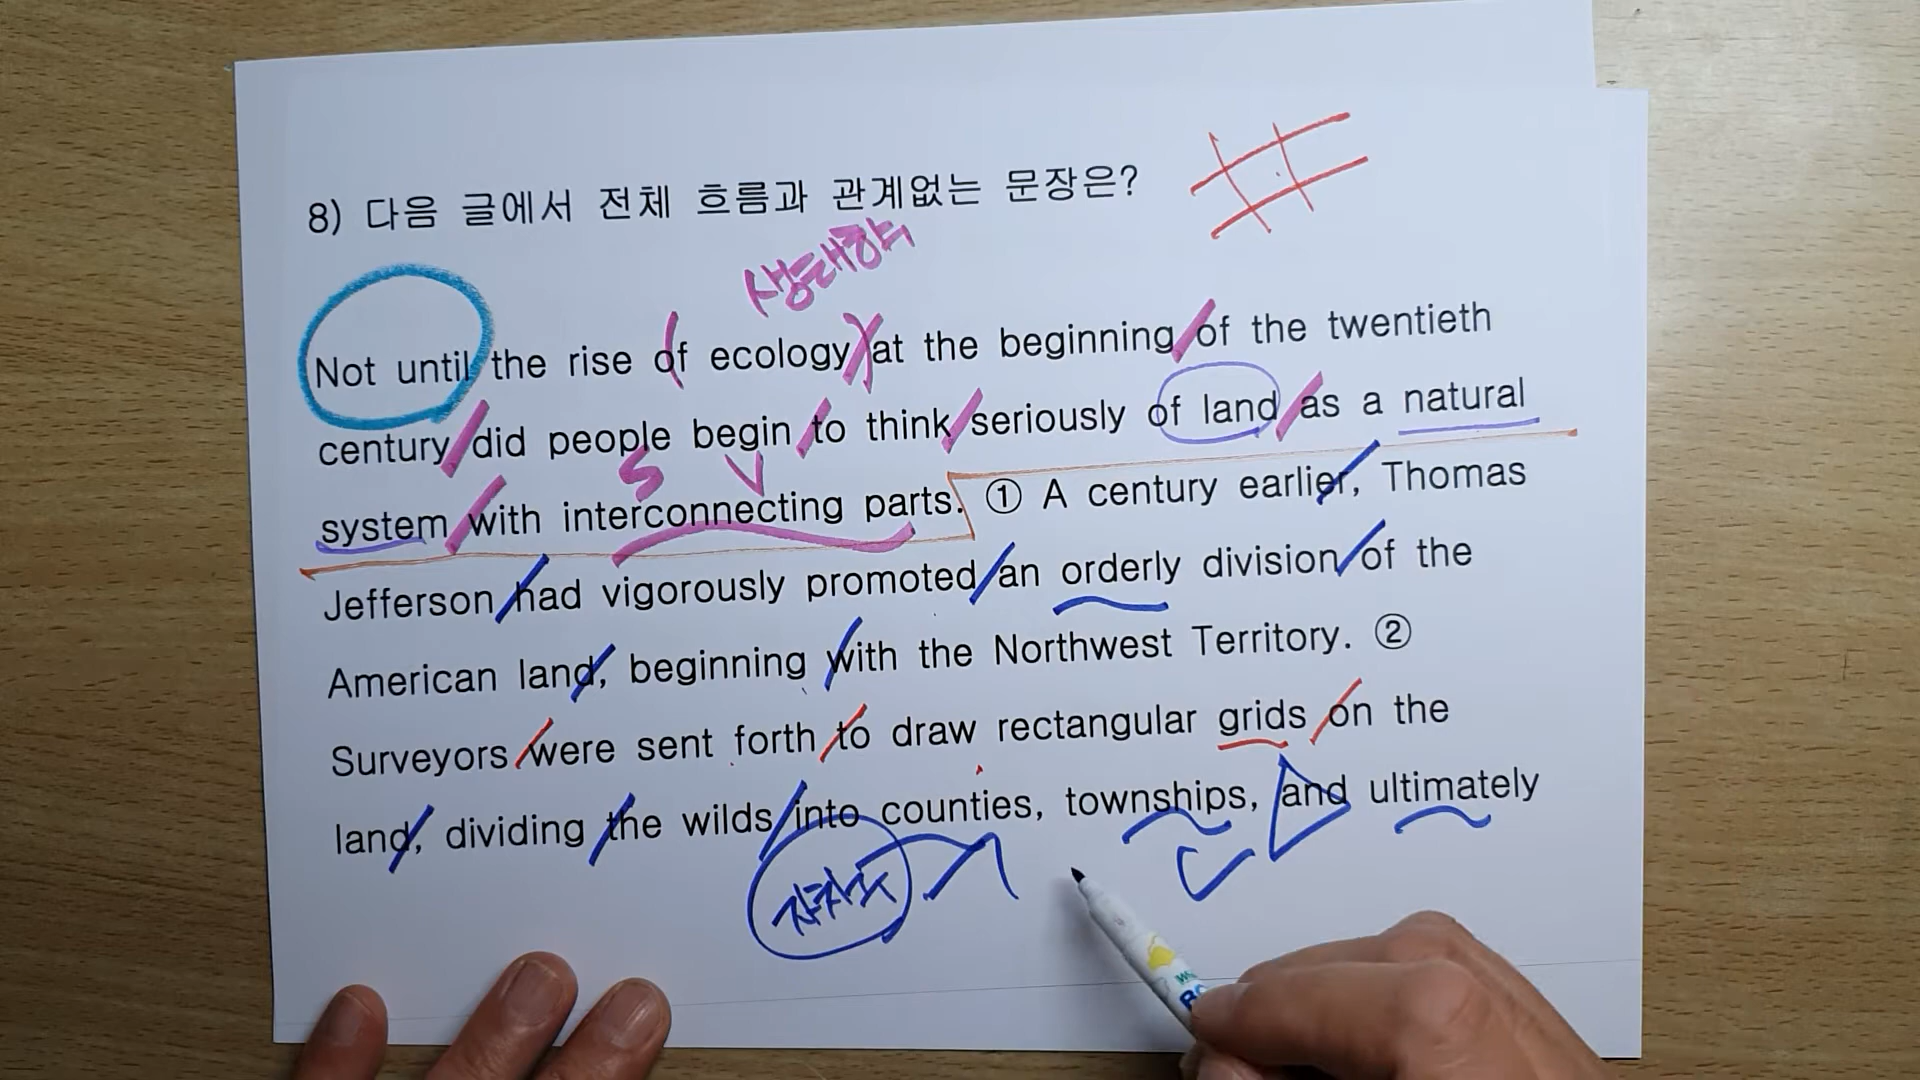 8) 다음 글에서 전체 흐름과 관계없는 문장은?
생태학의
Not until the rise of ecology at the beginning of the twentieth
century did people begin to think seriously of land as a natural
S V
system with interconnecting parts. ① A century earlier, Thomas
Jefferson had vigorously promoted an orderly division of the
American land, beginning with the Northwest Territory. ②
Surveyors were sent forth to draw rectangular grids on the
land, dividing the wilds into counties, townships, and ultimately